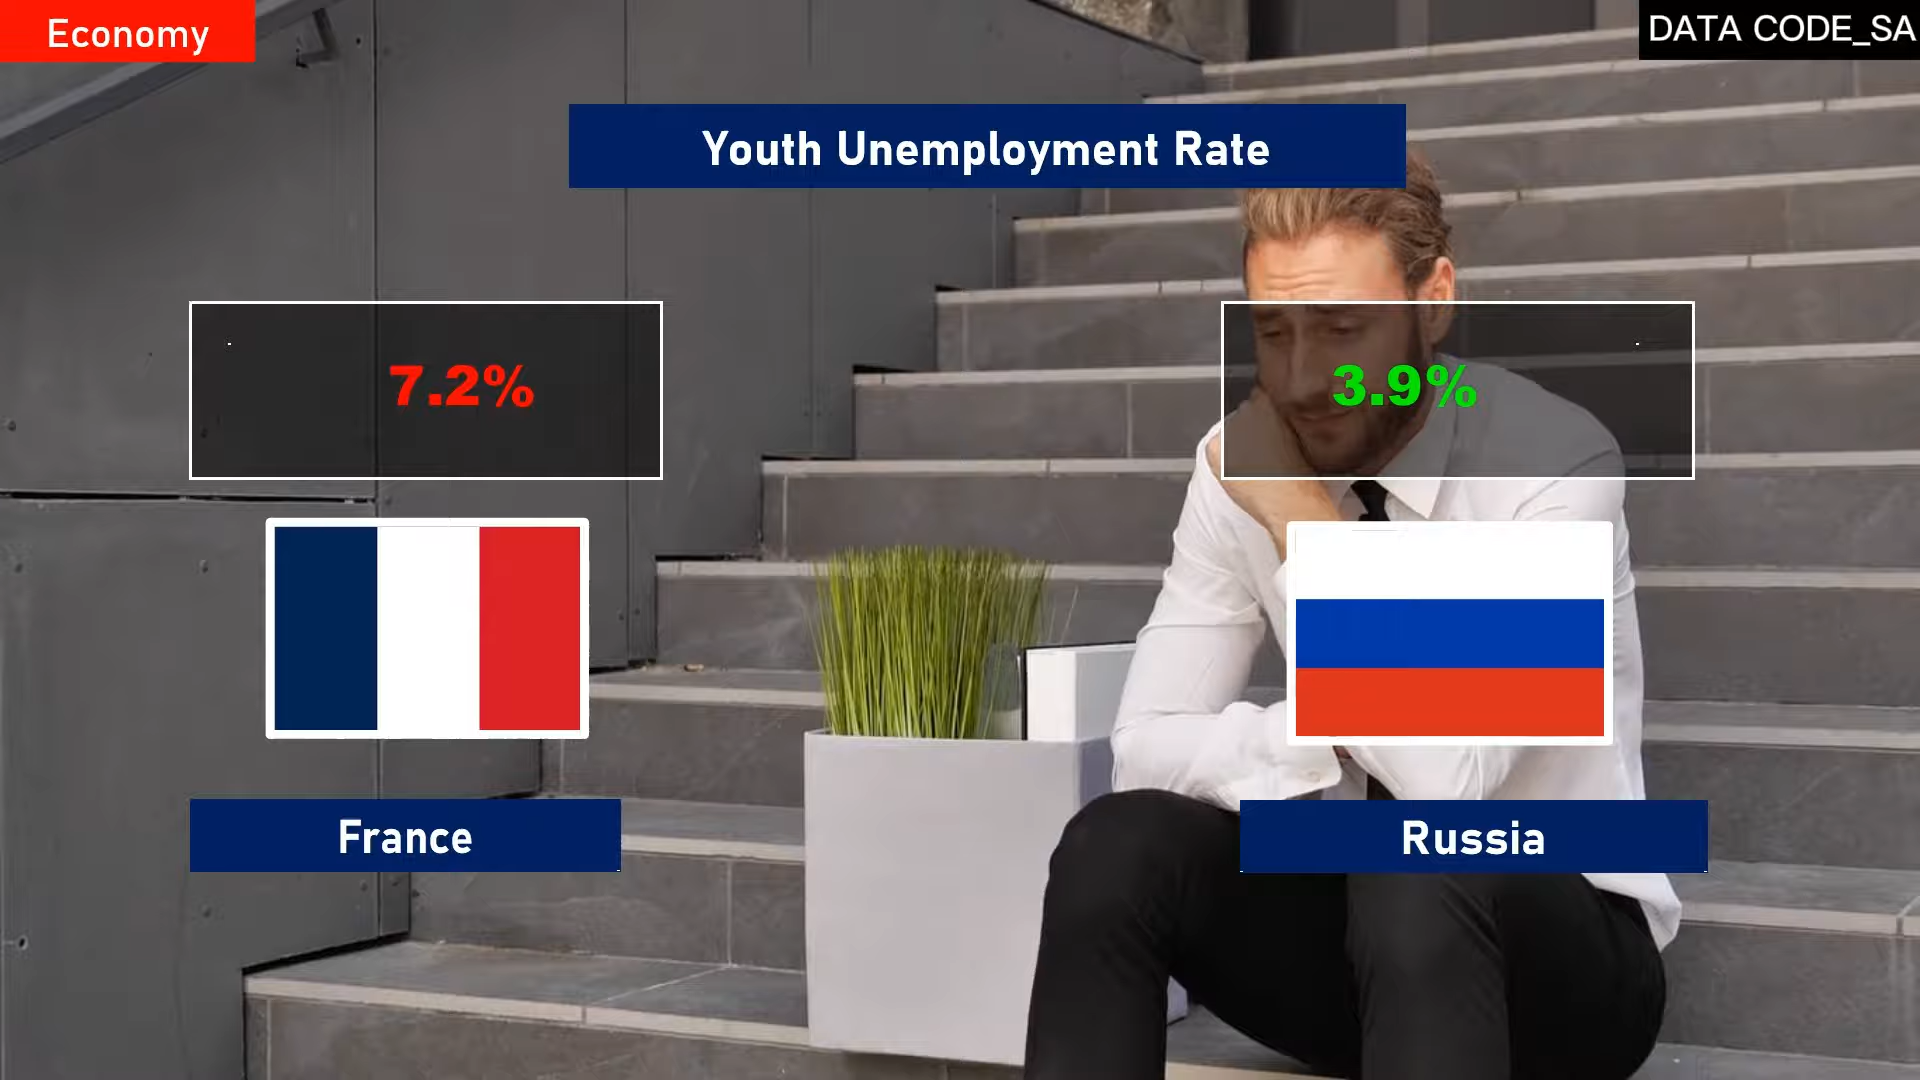 Economy
DATA CODE_SA
Youth Unemployment Rate
7.2%
3.9%
France
Russia